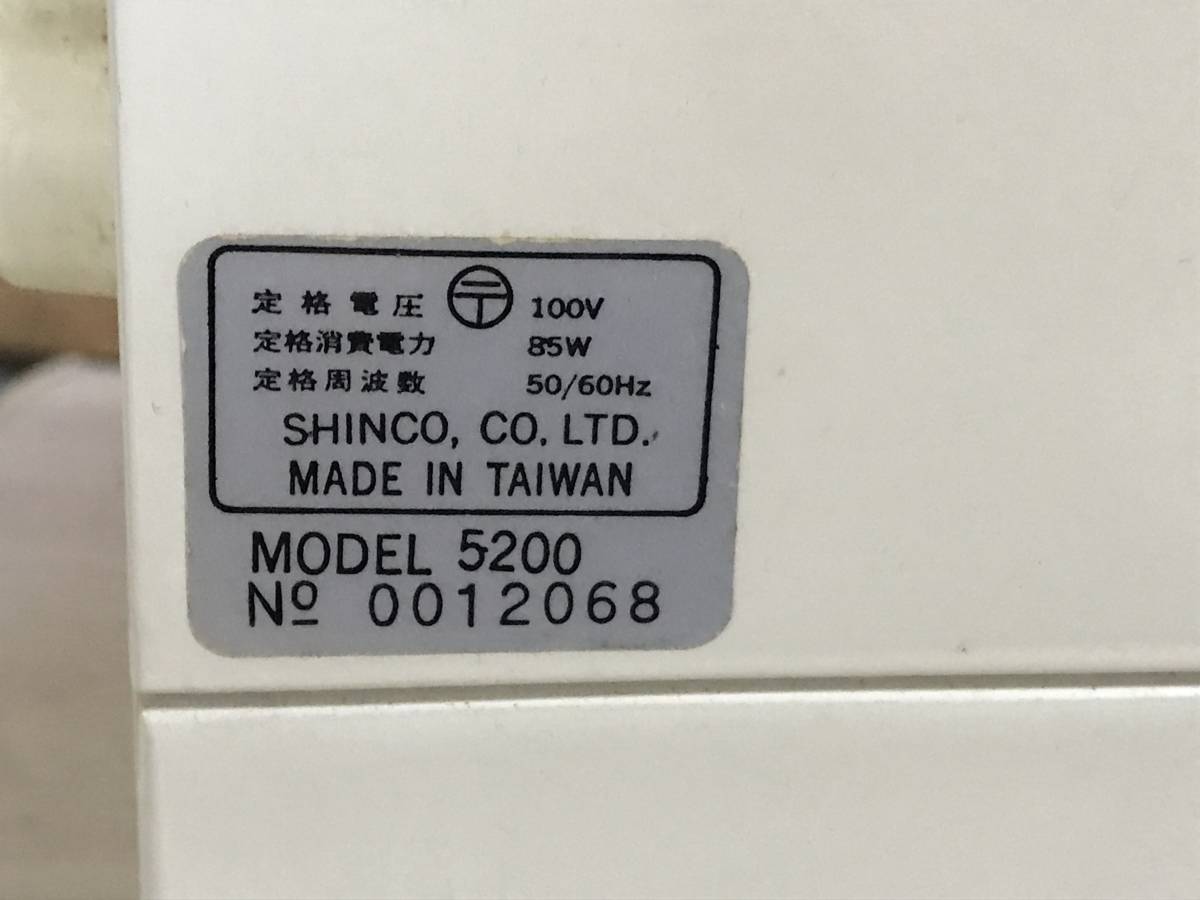 定格電圧 〒 100V
定格消費電力 85W
定格周波数 50/60Hz
SHINCO, CO. LTD.
MADE IN TAIWAN
MODEL 5200
Nº 0012068